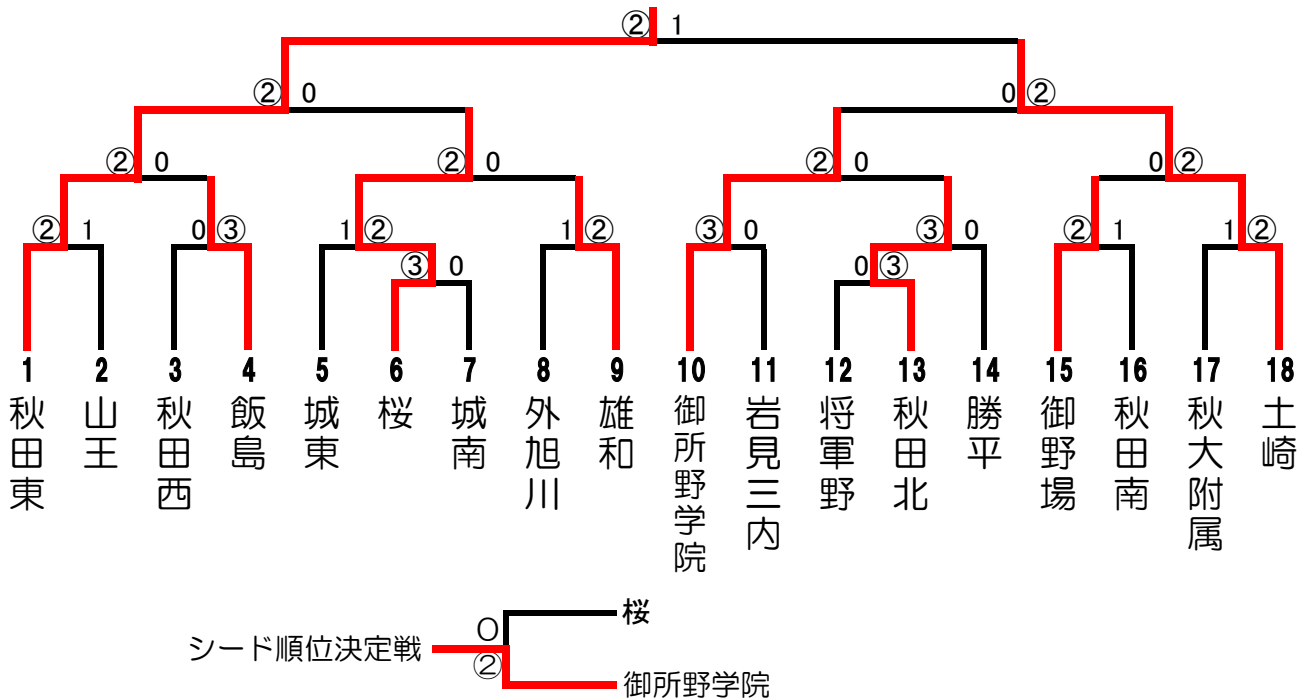 ② 1
② 0 0 ②
② 0 ② 0 ② 0 0 ②
② 1 0 ③ 1 ② 1 ② ③ 0 ③ 0 ② 1 1 ②
③ 0 0 ③
1 2 3 4 5 6 7 8 9 10 11 12 13 14 15 16 17 18
秋田東
山王
秋田西
飯島
城東
桜
城南
外旭川
雄和
御所野学院
岩見三内
将軍野
秋田北
勝平
御野場
秋田南
秋大附属
土崎
0 桜
シード順位決定戦
② 御所野学院